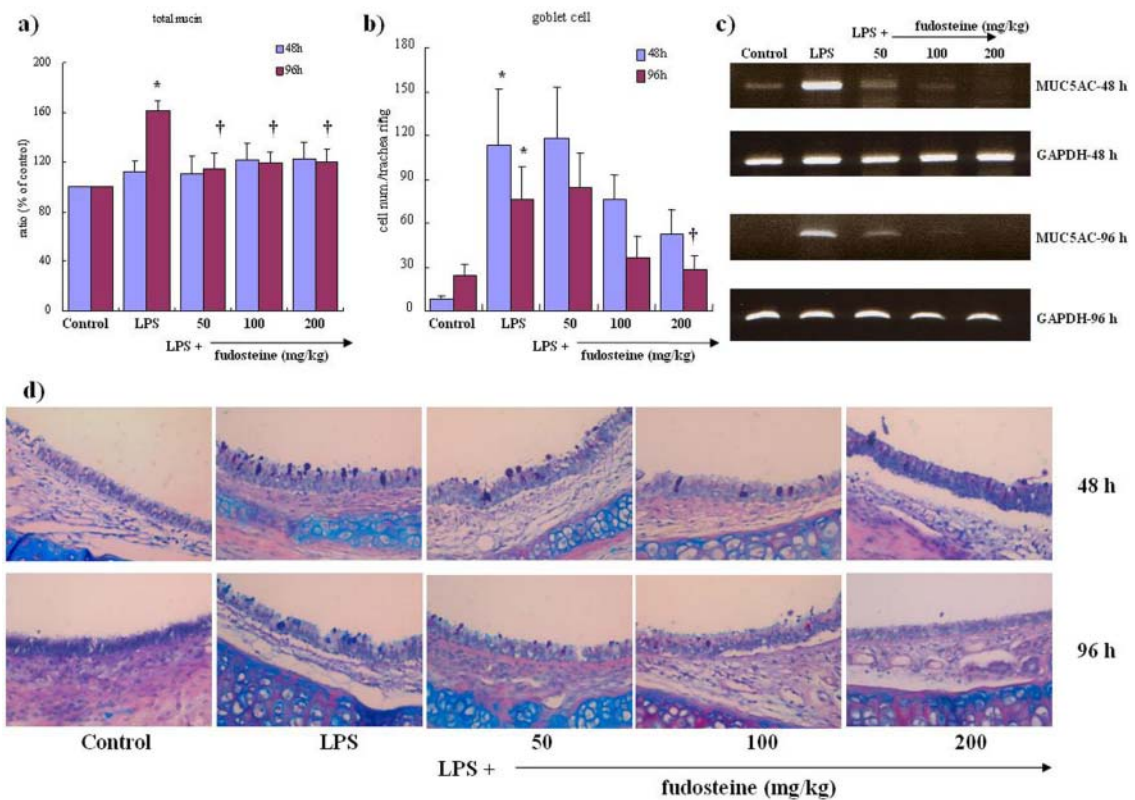 a)
total mucin
48h
96h
200
160
120
80
40
0
ratio (% of control)
*
†
†
†
Control
LPS
50
100
200
LPS +
fudosteine (mg/kg)
b)
goblet cell
48h
96h
180
150
120
90
60
30
0
cell num./trachea ring
*
*
†
Control
LPS
50
100
200
LPS +
fudosteine (mg/kg)
c)
fudosteine (mg/kg)
LPS +
Control
LPS
50
100
200
MUC5AC-48 h
GAPDH-48 h
MUC5AC-96 h
GAPDH-96 h
d)
48 h
96 h
Control
LPS
50
100
200
LPS +
fudosteine (mg/kg)